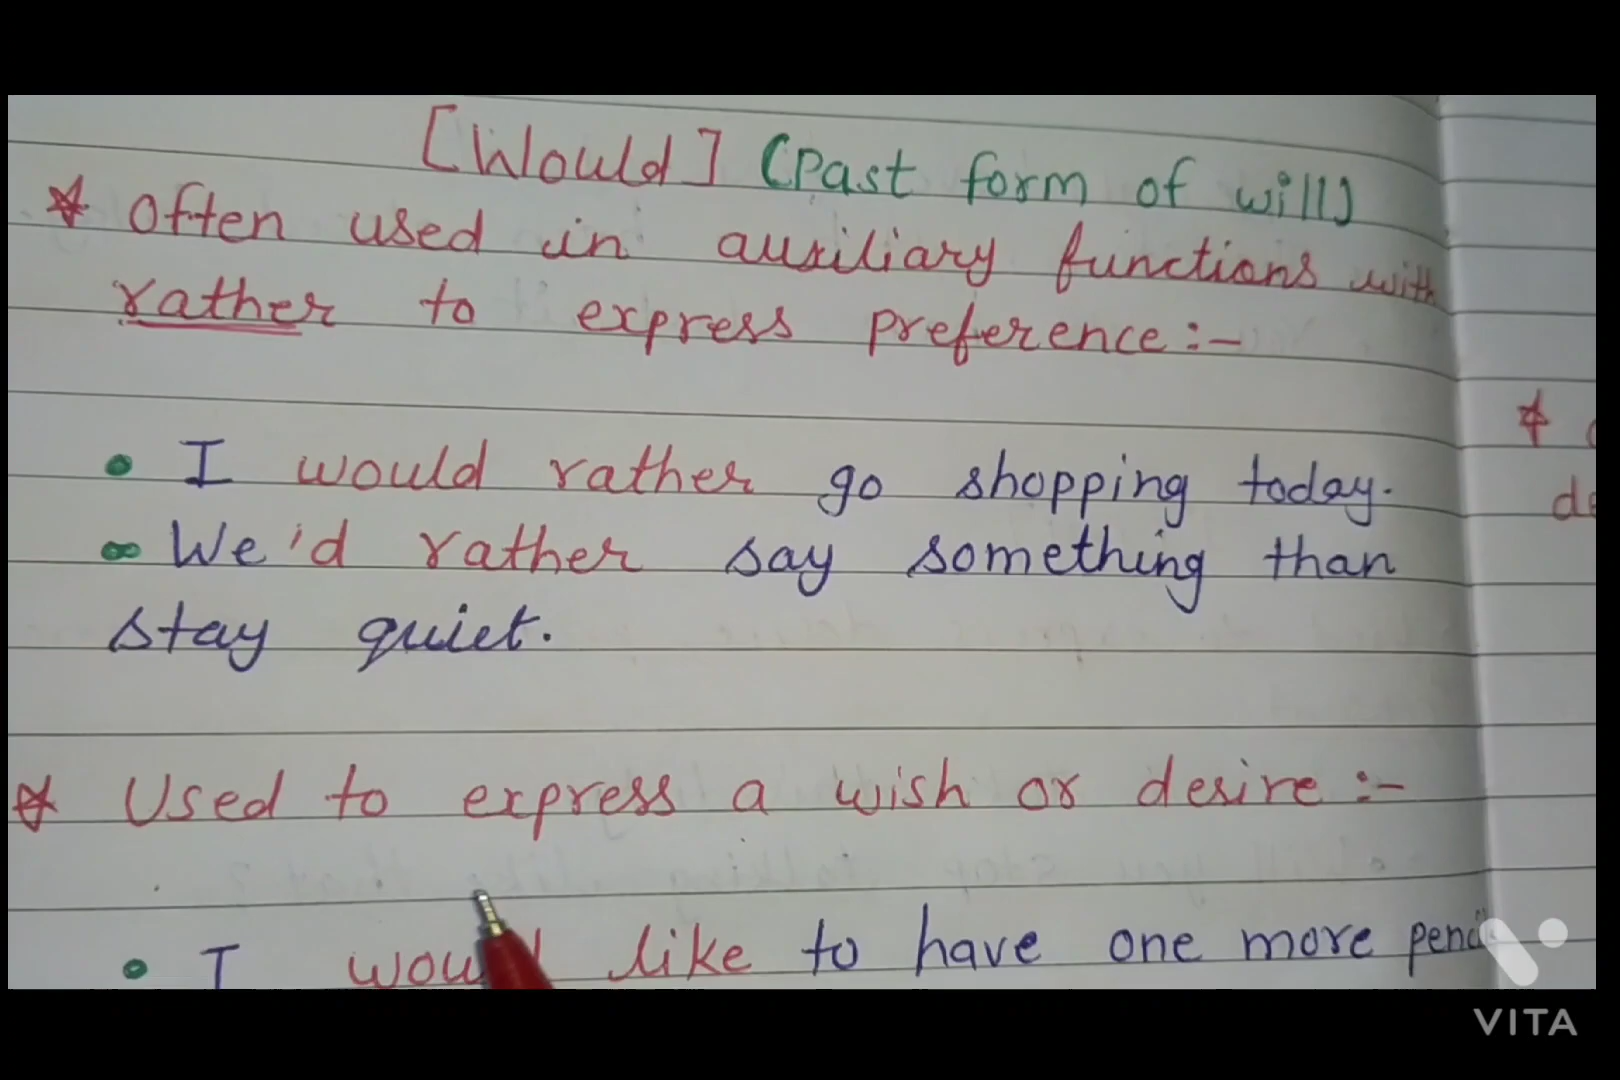 [Would] (Past form of will)
* Often used in auxiliary functions with
rather to express preference:-
• I would rather go shopping today.
• We'd rather say something than
stay quiet.
* Used to express a wish or desire:-
• I like to have one more
VITA